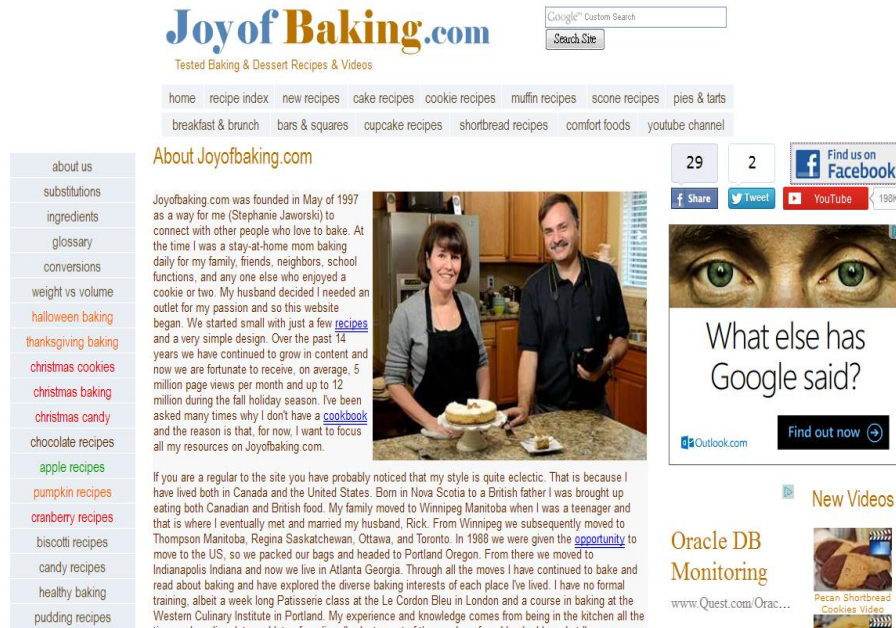 JoyofBaking.com
Tested Baking & Dessert Recipes & Videos
Google™ Custom Search
Search Site
home recipe index new recipes cake recipes cookie recipes muffin recipes scone recipes pies & tarts
breakfast & brunch bars & squares cupcake recipes shortbread recipes comfort foods youtube channel
about us
substitutions
ingredients
glossary
conversions
weight vs volume
halloween baking
thanksgiving baking
christmas cookies
christmas baking
christmas candy
chocolate recipes
apple recipes
pumpkin recipes
cranberry recipes
biscotti recipes
candy recipes
healthy baking
pudding recipes
About Joyofbaking.com
Joyofbaking.com was founded in May of 1997
as a way for me (Stephanie Jaworski) to
connect with other people who love to bake. At
the time I was a stay-at-home mom baking
daily for my family, friends, neighbors, school
functions, and any one else who enjoyed a
cookie or two. My husband decided I needed an
outlet for my passion and so this website
began. We started small with just a few recipes
and a very simple design. Over the past 14
years we have continued to grow in content and
now we are fortunate to receive, on average, 5
million page views per month and up to 12
million during the fall holiday season. I've been
asked many times why I don't have a cookbook
and the reason is that, for now, I want to focus
all my resources on Joyofbaking.com.
If you are a regular to the site you have probably noticed that my style is quite eclectic. That is because I
have lived both in Canada and the United States. Born in Nova Scotia to a British father I was brought up
eating both Canadian and British food. My family moved to Winnipeg Manitoba when I was a teenager and
that is where I eventually met and married my husband, Rick. From Winnipeg we subsequently moved to
Thompson Manitoba, Regina Saskatchewan, Ottawa, and Toronto. In 1988 we were given the opportunity to
move to the US, so we packed our bags and headed to Portland Oregon. From there we moved to
Indianapolis Indiana and now we live in Atlanta Georgia. Through all the moves I have continued to bake and
read about baking and have explored the diverse baking interests of each place I've lived. I have no formal
training, albeit a week long Patisserie class at the Le Cordon Bleu in London and a course in baking at the
Western Culinary Institute in Portland. My experience and knowledge comes from being in the kitchen all the
29 2
Find us on
Facebook
Share Tweet YouTube 198K
What else has
Google said?
Outlook.com
Find out now
Oracle DB
Monitoring
www.Quest.com/Orac...
New Videos
Pecan Shortbread
Cookies Video